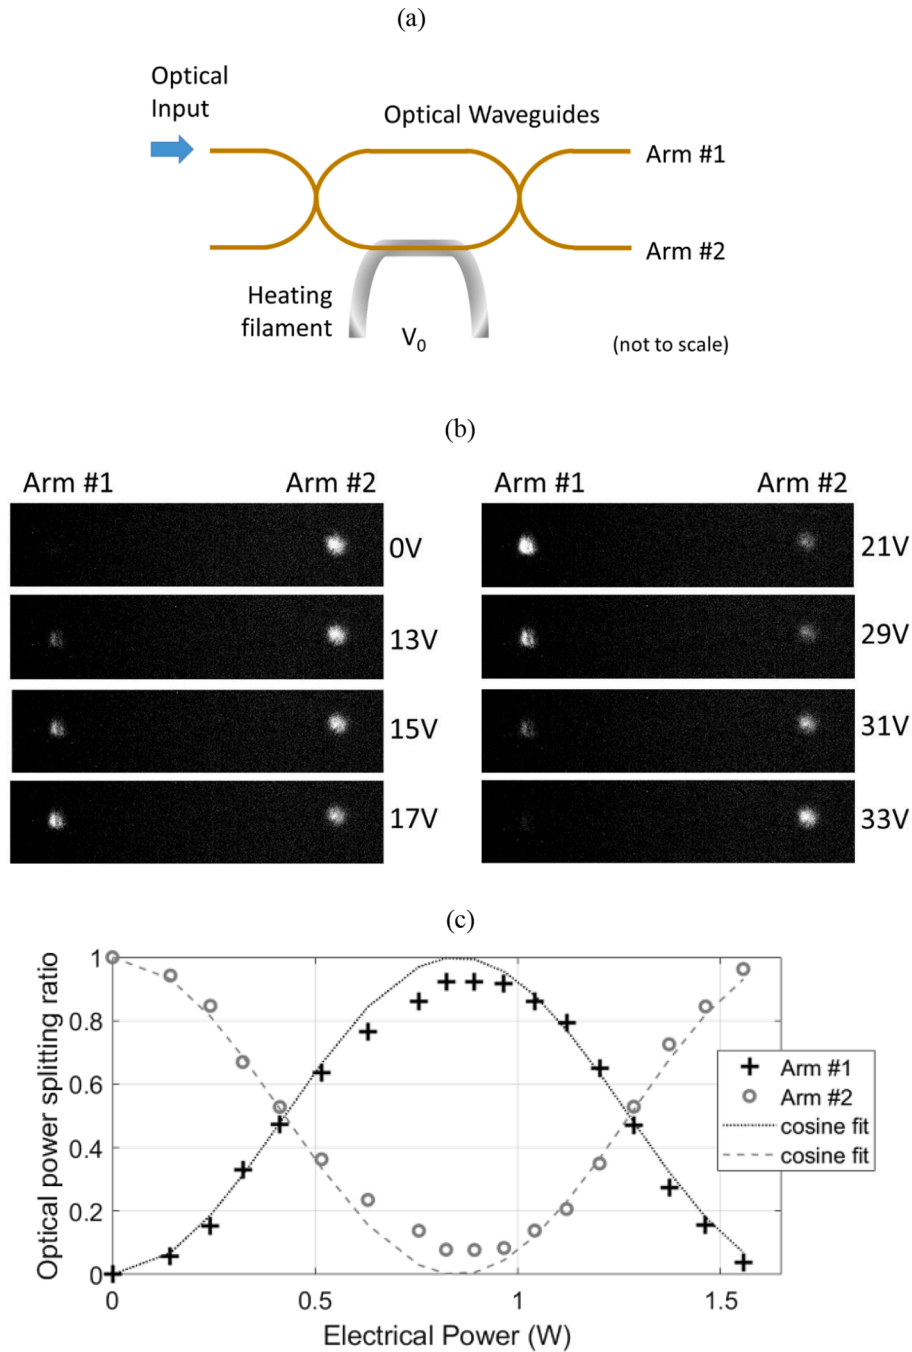 (a)
Optical
Input
Optical Waveguides
Arm #1
Arm #2
Heating
filament
V₀
(not to scale)
(b)
Arm #1 Arm #2
0V
13V
15V
17V
Arm #1 Arm #2
21V
29V
31V
33V
(c)
Optical power splitting ratio
1
0.8
0.6
0.4
0.2
0
0 0.5 1 1.5
Electrical Power (W)
Arm #1
Arm #2
cosine fit
cosine fit